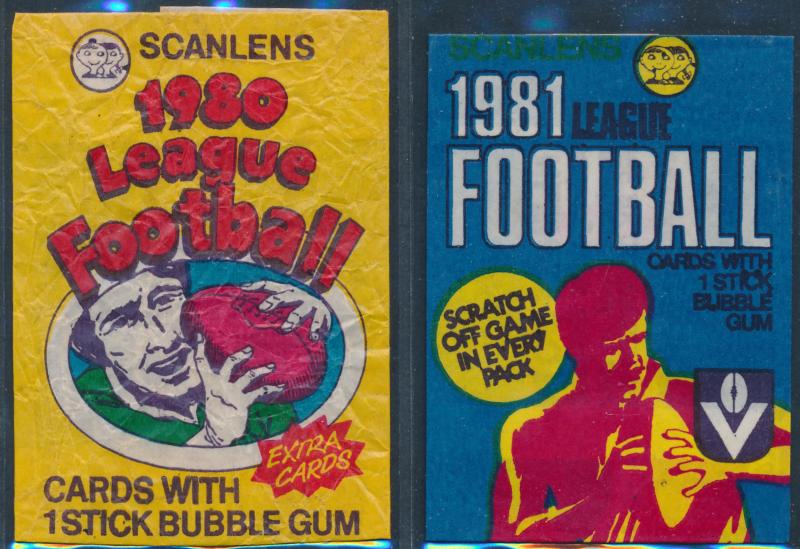 SCANLENS
1980
League
Football
EXTRA
CARDS
CARDS WITH
1 STICK BUBBLE GUM
SCANLENS
1981 LEAGUE
FOOTBALL
CARDS WITH
1 STICK
BUBBLE
GUM
SCRATCH
OFF GAME
IN EVERY
PACK
V